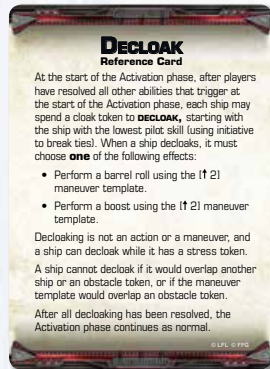 DECLOAK
Reference Card
At the start of the Activation phase, after players
have resolved all other abilities that trigger at
the start of the Activation phase, each ship may
spend a cloak token to DECLOAK, starting with
the ship with the lowest pilot skill (using initiative
to break ties). When a ship decloaks, it must
choose one of the following effects:
• Perform a barrel roll using the [⬆ 2]
maneuver template.
• Perform a boost using the [⬆ 2] maneuver
template.
Decloaking is not an action or a maneuver, and
a ship can decloak while it has a stress token.
A ship cannot decloak if it would overlap another
ship or an obstacle token, or if the maneuver
template would overlap an obstacle token.
After all decloaking has been resolved, the
Activation phase continues as normal.
© LFL © FFG